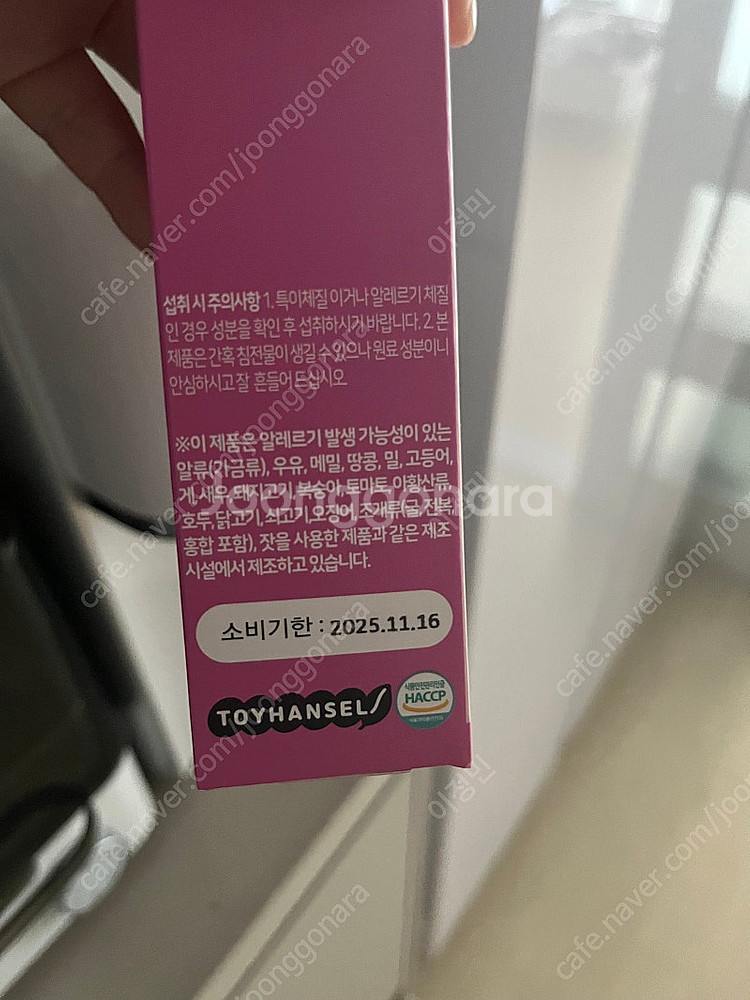 섭취 시 주의사항 1. 특이체질 이거나 알레르기 체질
인 경우 성분을 확인 후 섭취하시기 바랍니다. 2. 본
제품은 간혹 침전물이 생길 수 있으나 원료 성분이니
안심하시고 잘 흔들어 드십시오
※이 제품은 알레르기 발생 가능성이 있는
알류(가금류), 우유, 메밀, 땅콩, 밀, 고등어,
게, 새우, 돼지고기, 복숭아, 토마토, 아황산류,
호두, 닭고기, 쇠고기, 오징어, 조개류(굴, 전복,
홍합 포함), 잣을 사용한 제품과 같은 제조
시설에서 제조하고 있습니다.
소비기한 : 2025.11.16
TOYHANSEL
HACCP
Joonggonara
cafe.naver.com/joonggonara
이정민